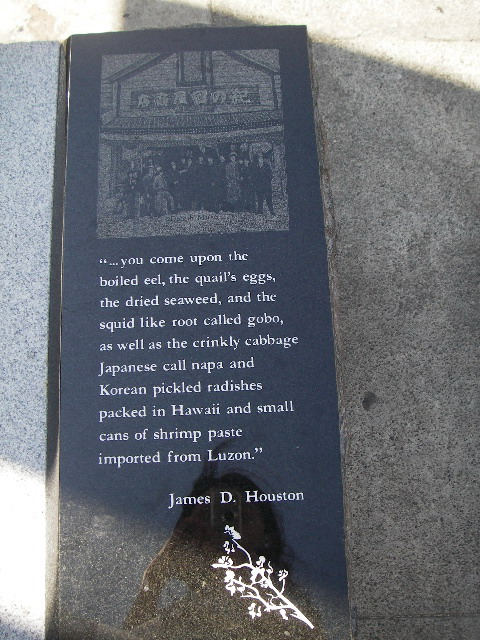 "...you come upon the
boiled eel, the quail's eggs,
the dried seaweed, and the
squid like root called gobo,
as well as the crinkly cabbage
Japanese call napa and
Korean pickled radishes
packed in Hawaii and small
cans of shrimp paste
imported from Luzon."
James D. Houston